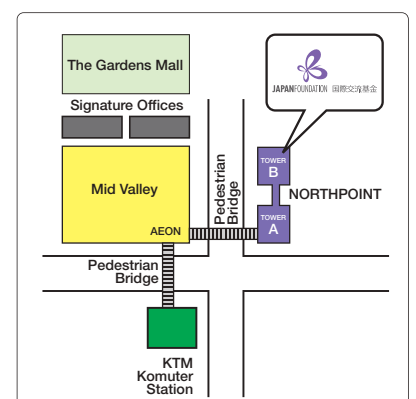 The Gardens Mall
Signature Offices
JAPANFOUNDATION 国際交流基金
Mid Valley
AEON
Pedestrian
Bridge
TOWER
B
NORTHPOINT
TOWER
A
Pedestrian
Bridge
KTM
Komuter
Station